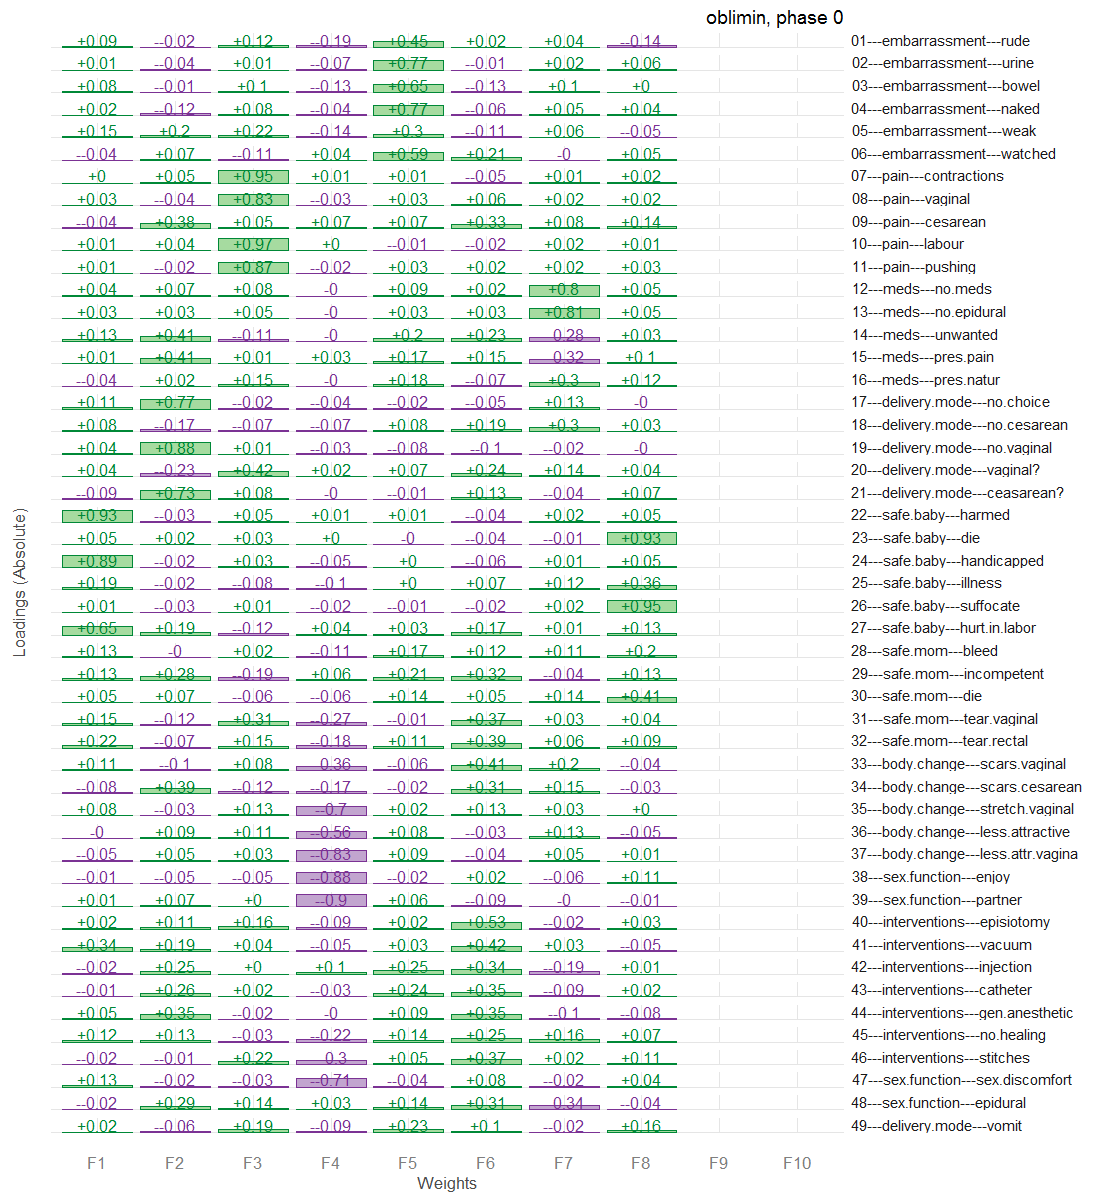 oblimin, phase 0
+0.09 --0.02 +0.12 --0.19 +0.45 +0.02 +0.04 --0.14 01---embarrassment---rude
+0.01 --0.04 +0.01 --0.07 +0.77 --0.01 +0.02 +0.06 02---embarrassment---urine
+0.08 --0.01 +0.1 --0.13 +0.65 --0.13 +0.1 +0 03---embarrassment---bowel
+0.02 --0.12 +0.08 --0.04 +0.77 --0.06 +0.05 +0.04 04---embarrassment---naked
+0.15 +0.2 +0.22 --0.14 +0.3 --0.11 +0.06 --0.05 05---embarrassment---weak
--0.04 +0.07 --0.11 +0.04 +0.59 +0.21 -0 +0.05 06---embarrassment---watched
+0 +0.05 +0.95 +0.01 +0.01 --0.05 +0.01 +0.02 07---pain---contractions
+0.03 --0.04 +0.83 --0.03 +0.03 +0.06 +0.02 +0.02 08---pain---vaginal
--0.04 +0.38 +0.05 +0.07 +0.07 +0.33 +0.08 +0.14 09---pain---cesarean
+0.01 +0.04 +0.97 +0 --0.01 --0.02 +0.02 +0.01 10---pain---labour
+0.01 --0.02 +0.87 --0.02 +0.03 +0.02 +0.02 +0.03 11---pain---pushing
+0.04 +0.07 +0.08 -0 +0.09 +0.02 +0.8 +0.05 12---meds---no.meds
+0.03 +0.03 +0.05 -0 +0.03 +0.03 +0.81 +0.05 13---meds---no.epidural
+0.13 +0.41 --0.11 -0 +0.2 +0.23 --0.28 +0.03 14---meds---unwanted
+0.01 +0.41 +0.01 +0.03 +0.17 +0.15 --0.32 +0.1 15---meds---pres.pain
--0.04 +0.02 +0.15 -0 +0.18 --0.07 +0.3 +0.12 16---meds---pres.natur
+0.11 +0.77 --0.02 --0.04 --0.02 --0.05 +0.13 -0 17---delivery.mode---no.choice
+0.08 --0.17 --0.07 --0.07 +0.08 +0.19 +0.3 +0.03 18---delivery.mode---no.cesarean
+0.04 +0.88 +0.01 --0.03 --0.08 --0.1 --0.02 -0 19---delivery.mode---no.vaginal
+0.04 --0.23 +0.42 +0.02 +0.07 +0.24 +0.14 +0.04 20---delivery.mode---vaginal?
--0.09 +0.73 +0.08 -0 --0.01 +0.13 --0.04 +0.07 21---delivery.mode---ceasarean?
+0.93 --0.03 +0.05 +0.01 +0.01 --0.04 +0.02 +0.05 22---safe.baby---harmed
+0.05 +0.02 +0.03 +0 -0 --0.04 --0.01 +0.93 23---safe.baby---die
+0.89 --0.02 +0.03 --0.05 +0 --0.06 +0.01 +0.05 24---safe.baby---handicapped
+0.19 --0.02 --0.08 --0.1 +0 +0.07 +0.12 +0.36 25---safe.baby---illness
+0.01 --0.03 +0.01 --0.02 --0.01 --0.02 +0.02 +0.95 26---safe.baby---suffocate
+0.65 +0.19 --0.12 +0.04 +0.03 +0.17 +0.01 +0.13 27---safe.baby---hurt.in.labor
+0.13 -0 +0.02 --0.11 +0.17 +0.12 +0.11 +0.2 28---safe.mom---bleed
+0.13 +0.28 --0.19 +0.06 +0.21 +0.32 --0.04 +0.13 29---safe.mom---incompetent
+0.05 +0.07 --0.06 --0.06 +0.14 +0.05 +0.14 +0.41 30---safe.mom---die
+0.15 --0.12 +0.31 --0.27 --0.01 +0.37 +0.03 +0.04 31---safe.mom---tear.vaginal
+0.22 --0.07 +0.15 --0.18 +0.11 +0.39 +0.06 +0.09 32---safe.mom---tear.rectal
+0.11 --0.1 +0.08 --0.36 --0.06 +0.41 +0.2 --0.04 33---body.change---scars.vaginal
--0.08 +0.39 --0.12 --0.17 --0.02 +0.31 +0.15 --0.03 34---body.change---scars.cesarean
+0.08 --0.03 +0.13 --0.7 +0.02 +0.13 +0.03 +0 35---body.change---stretch.vaginal
-0 +0.09 +0.11 --0.56 +0.08 --0.03 +0.13 --0.05 36---body.change---less.attractive
--0.05 +0.05 +0.03 --0.83 +0.09 --0.04 +0.05 +0.01 37---body.change---less.attr.vagina
--0.01 --0.05 --0.05 --0.88 --0.02 +0.02 --0.06 +0.11 38---sex.function---enjoy
+0.01 +0.07 +0 --0.9 +0.06 --0.09 -0 --0.01 39---sex.function---partner
+0.02 +0.11 +0.16 --0.09 +0.02 +0.53 --0.02 +0.03 40---interventions---episiotomy
+0.34 +0.19 +0.04 --0.05 +0.03 +0.42 +0.03 --0.05 41---interventions---vacuum
--0.02 +0.25 +0 +0.1 +0.25 +0.34 --0.19 +0.01 42---interventions---injection
--0.01 +0.26 +0.02 --0.03 +0.24 +0.35 --0.09 +0.02 43---interventions---catheter
+0.05 +0.35 --0.02 -0 +0.09 +0.35 --0.1 --0.08 44---interventions---gen.anesthetic
+0.12 +0.13 --0.03 --0.22 +0.14 +0.25 +0.16 +0.07 45---interventions---no.healing
--0.02 --0.01 +0.22 --0.3 +0.05 +0.37 +0.02 +0.11 46---interventions---stitches
+0.13 --0.02 --0.03 --0.71 --0.04 +0.08 --0.02 +0.04 47---sex.function---sex.discomfort
--0.02 +0.29 +0.14 +0.03 +0.14 +0.31 --0.34 --0.04 48---sex.function---epidural
+0.02 --0.06 +0.19 --0.09 +0.23 +0.1 --0.02 +0.16 49---delivery.mode---vomit
F1 F2 F3 F4 F5 F6 F7 F8 F9 F10
Weights
Loadings (Absolute)